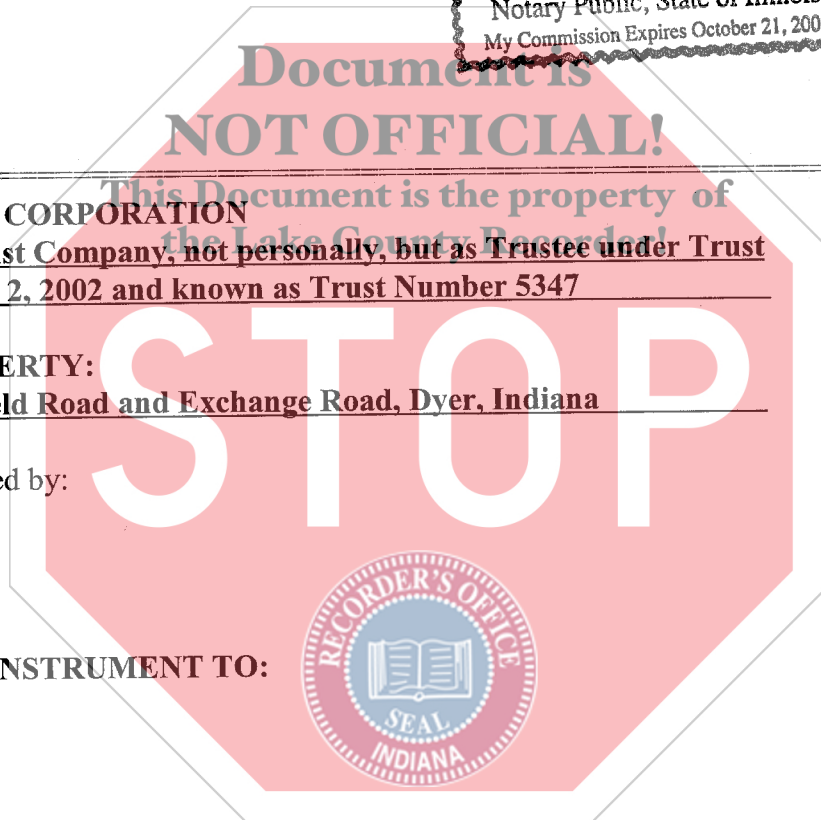 Notary Public, State of Illinois
My Commission Expires October 21, 200
Document is
NOT OFFICIAL!
This Document is the property of
the Lake County Recorder!
CORPORATION
st Company, not personally, but as Trustee under Trust
2, 2002 and known as Trust Number 5347
ERTY:
eld Road and Exchange Road, Dyer, Indiana
STOP
ed by:
RECORDER'S OFFICE
SEAL
INDIANA
NSTRUMENT TO: